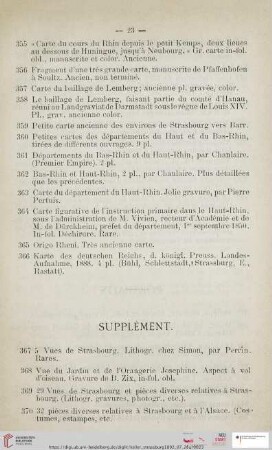 — 23 —
355 « Carte du cours du Rhin depuis le petit Kemps, deux lieues
au dessous de Huningue, jusqu'à Neubourg. » Gr. carte in-fol.
obl., manuscrite et color. Ancienne.
356 Fragment d'une très grande carte, manuscrite de Pfaffenhofen
à Soultz. Ancien, non terminé.
357 Carte du baillage de Lemberg; ancienne pl. gravée, color.
358 Le baillage de Lemberg, faisant partie du comté d'Hanau,
réuni au Landgraviat de Darmstadt sous le règne de Louis XIV.
Pl., grav., ancienne color.
359 Petite carte ancienne des environs de Strasbourg vers Barr.
360 Petites cartes des départements du Haut et du Bas-Rhin,
tirées de différents ouvrages. 9 pl.
361 Départements du Bas-Rhin et du Haut-Rhin, par Chanlaire.
(Premier Empire). 2 pl.
362 Bas-Rhin et Haut-Rhin, 2 pl., par Chanlaire. Plus détaillées
que les précédentes.
363 Carte du département du Haut-Rhin. Jolie gravure, par Pierre
Portuis.
364 Carte figurative de l'instruction primaire dans le Haut-Rhin,
sous l'administration de M. Vivien, recteur d'Académie et de
M. de Dürckheim, préfet du département, 1er septembre 1850.
In-fol. Déchirure. Rare.
365 Origo Rheni. Très ancienne carte.
366 Karte des deutschen Reichs, d. königl. Preuss. Landes-
Aufnahme, 1888. 4 pl. (Bühl, Schlettstadt, Strassburg, E.,
Rastatt).
SUPPLÉMENT.
367 5 Vues de Strasbourg. Lithogr. chez Simon, par Perrin.
Rares.
368 Vue du Jardin et de l'Orangerie Josephine. Aspect à vol
d'oiseau. Gravure de B. Zix, in-fol. obl.
369 29 Vues de Strasbourg et pièces diverses relatives à Stras-
bourg. (Lithogr. gravures, photogr., etc.).
370 32 pièces diverses relatives à Strasbourg et à l'Alsace. (Cos-
tumes, estampes, etc.